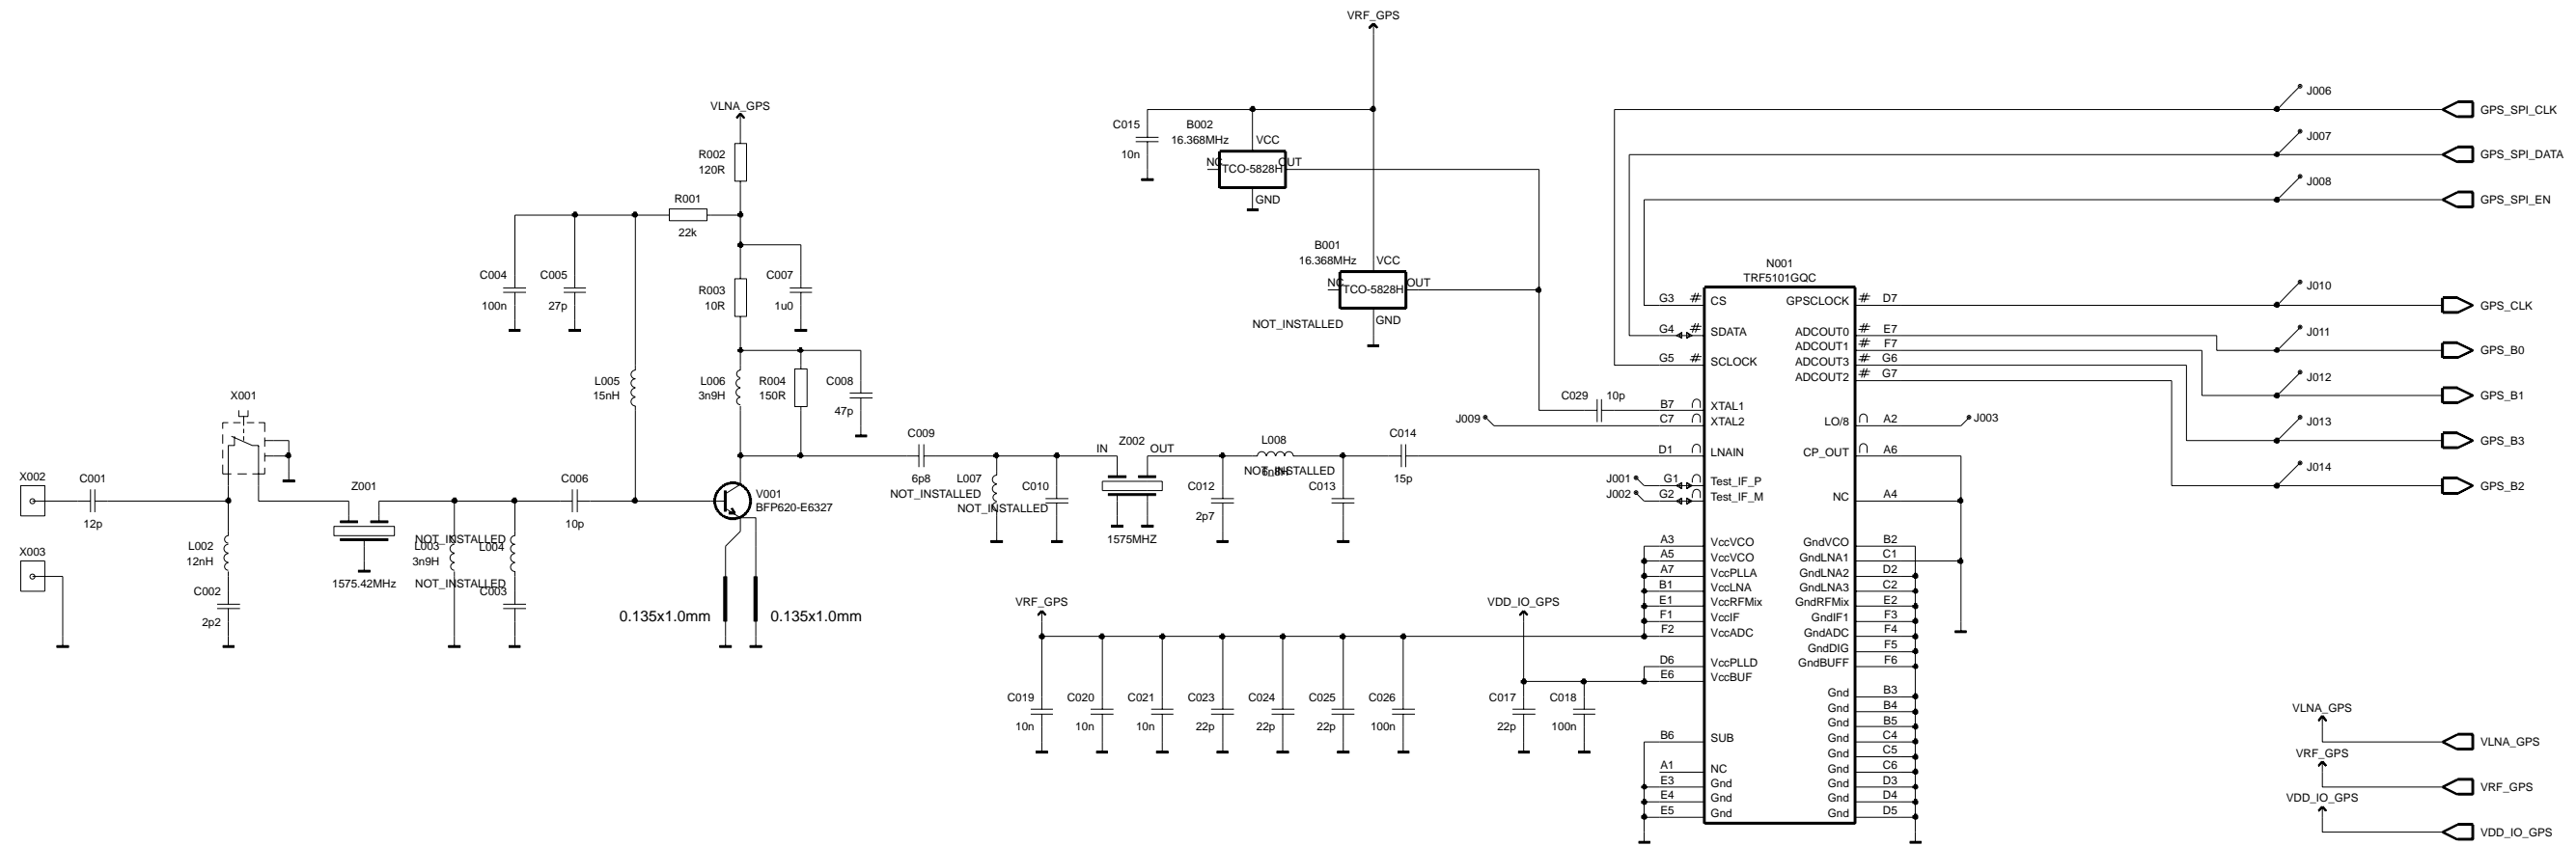 VRF_GPS
J006
GPS_SPI_CLK
VLNA_GPS
C015
10n
B002
16.368MHz
VCC
NC
TCO-5828H
OUT
GND
J007
GPS_SPI_DATA
R002
120R
J008
GPS_SPI_EN
R001
22k
B001
16.368MHz
VCC
NC
TCO-5828H
OUT
GND
NOT_INSTALLED
C004
100n
C005
27p
R003
10R
C007
1u0
N001
TRF5101GQC
G3 # CS
GPSCLOCK # D7
J010
GPS_CLK
G4 # SDATA
ADCOUT0 # E7
J011
GPS_B0
ADCOUT1 # F7
G5 # SCLOCK
ADCOUT3 # G6
ADCOUT2 # G7
J012
GPS_B1
L005
15nH
L006
3n9H
R004
150R
C008
47p
X001
C029
10p
B7 XTAL1
J009
C7 XTAL2
LO/8 A2
J003
J013
GPS_B3
C009
6p8
L007
NOT_INSTALLED
C010
NOT_INSTALLED
IN
Z002
OUT
1575MHZ
C012
2p7
L008
NOT_INSTALLED
6n8H
C013
C014
15p
D1 LNAIN
CP_OUT A6
J001
G1 Test_IF_P
J002
G2 Test_IF_M
NC A4
J014
GPS_B2
X002
C001
12p
Z001
1575.42MHz
C006
10p
V001
BFP620-E6327
X003
L002
12nH
C002
2p2
NOT_INSTALLED
L003
3n9H
L004
NOT_INSTALLED
C003
0.135x1.0mm
0.135x1.0mm
A3 VccVCO
GndVCO B2
A5 VccVCO
GndLNA1 C1
A7 VccPLLA
GndLNA2 D2
B1 VccLNA
GndLNA3 C2
E1 VccRFMix
GndRFMix E2
F1 VccIF
GndIF1 F3
F2 VccADC
GndADC F4
GndDIG F5
D6 VccPLLD
GndBUFF F6
E6 VccBUF
VRF_GPS
VDD_IO_GPS
C019
10n
C020
10n
C021
10n
C023
22p
C024
22p
C025
22p
C026
100n
C017
22p
C018
100n
Gnd B3
Gnd B4
Gnd B5
B6 SUB
Gnd C4
Gnd C5
A1 NC
Gnd C6
E3 Gnd
Gnd D3
E4 Gnd
Gnd D4
E5 Gnd
Gnd D5
VLNA_GPS
VLNA_GPS
VRF_GPS
VRF_GPS
VDD_IO_GPS
VDD_IO_GPS